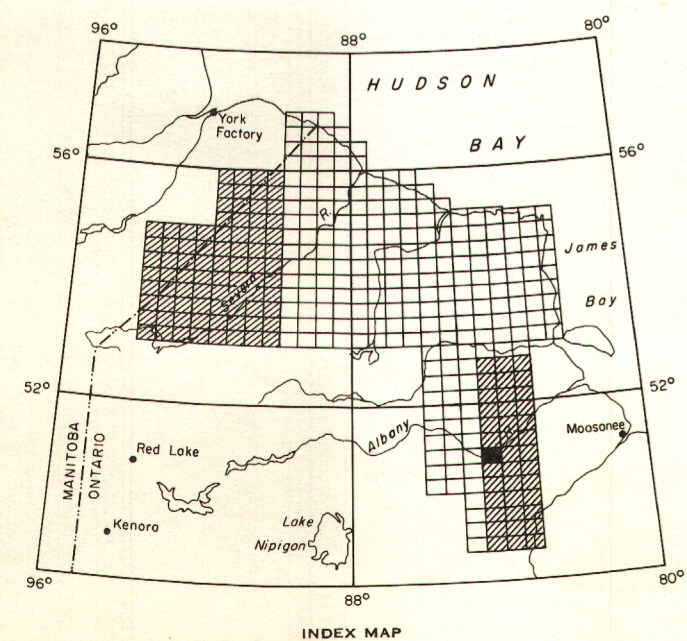 96°
88°
80°
HUDSON
BAY
York
Factory
56°
56°
R.
Severn
James
Bay
52°
52°
MANITOBA
ONTARIO
Red Lake
Albany
R.
Moosonee
Kenora
Lake
Nipigon
96°
88°
80°
INDEX MAP